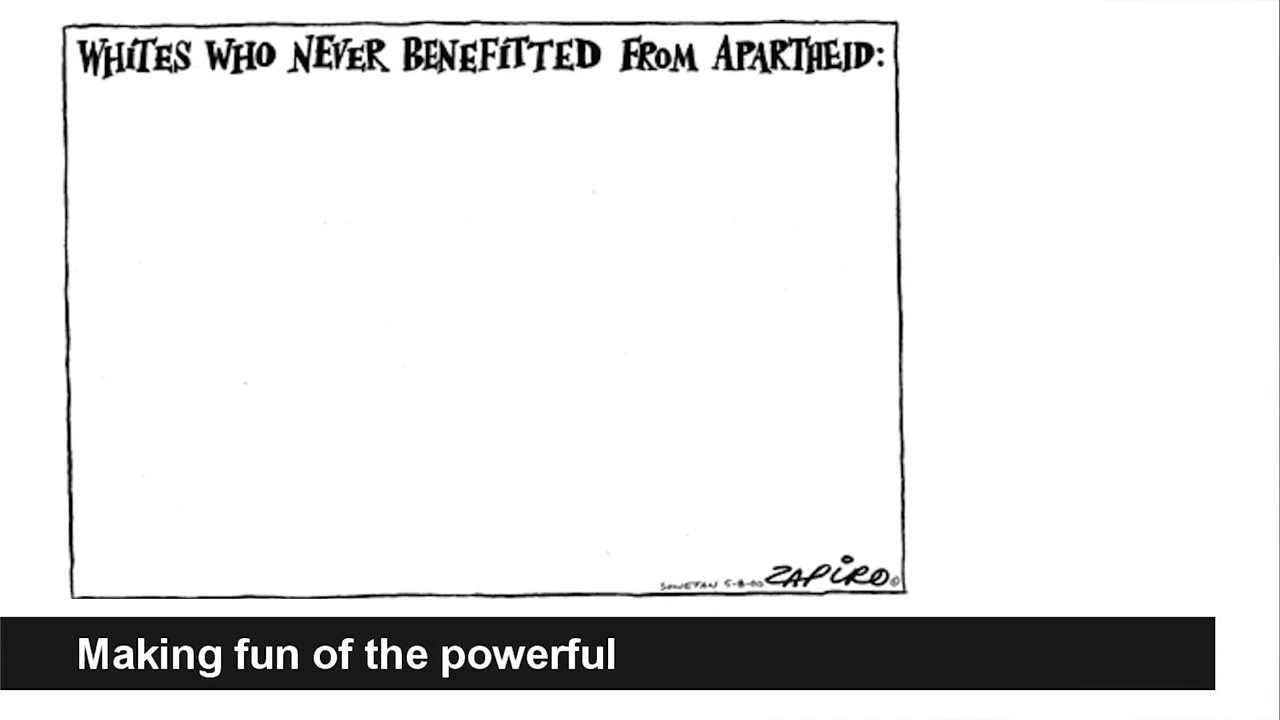 WHITES WHO NEVER BENEFITTED FROM APARTHEID:
SOWETAN 5-8-00 ZAPIRO ©
Making fun of the powerful